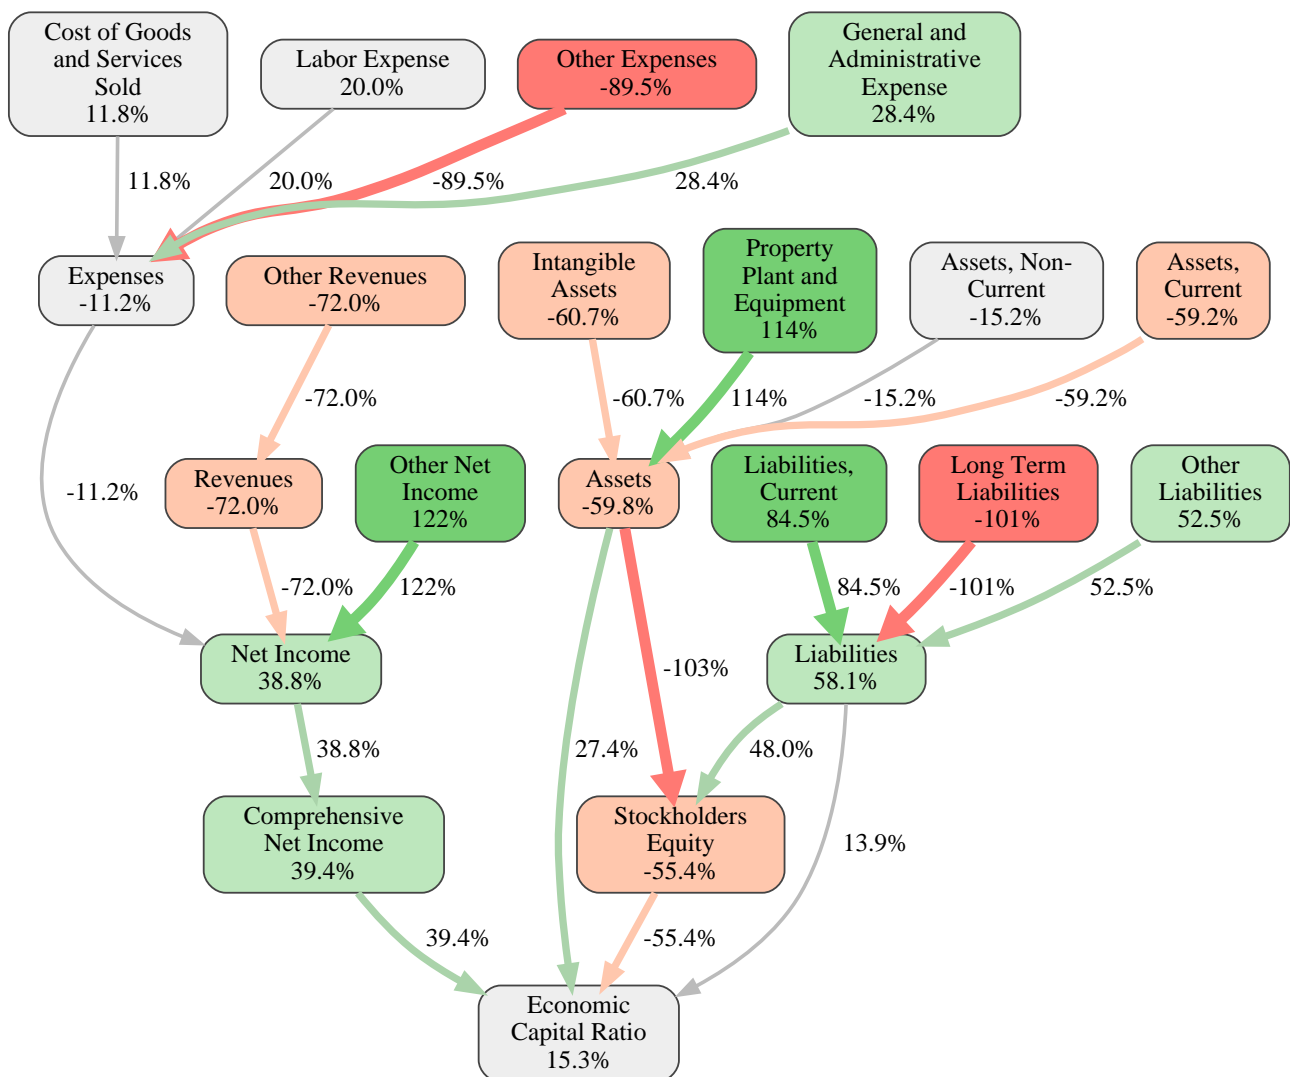 Cost of Goods
and Services
Sold
11.8%
Labor Expense
20.0%
Other Expenses
-89.5%
General and
Administrative
Expense
28.4%
11.8%
20.0%
-89.5%
28.4%
Expenses
-11.2%
Other Revenues
-72.0%
Intangible
Assets
-60.7%
Property
Plant and
Equipment
114%
Assets, Non-
Current
-15.2%
Assets,
Current
-59.2%
-72.0%
-60.7%
114%
-15.2%
-59.2%
-11.2%
Revenues
-72.0%
Other Net
Income
122%
Assets
-59.8%
Liabilities,
Current
84.5%
Long Term
Liabilities
-101%
Other
Liabilities
52.5%
-72.0%
122%
84.5%
-101%
52.5%
Net Income
38.8%
-103%
Liabilities
58.1%
38.8%
27.4%
48.0%
Comprehensive
Net Income
39.4%
Stockholders
Equity
-55.4%
13.9%
39.4%
-55.4%
Economic
Capital Ratio
15.3%